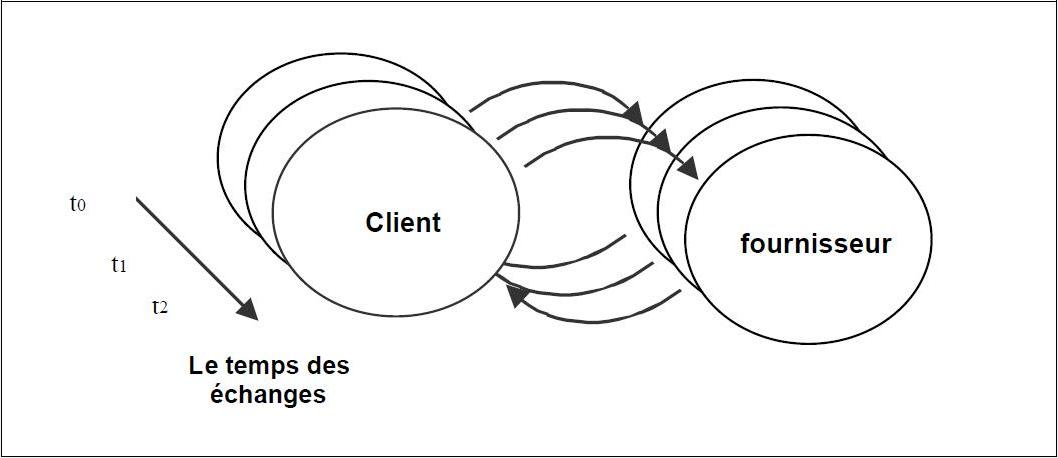 Client
fournisseur
t0
t1
t2
Le temps des
échanges